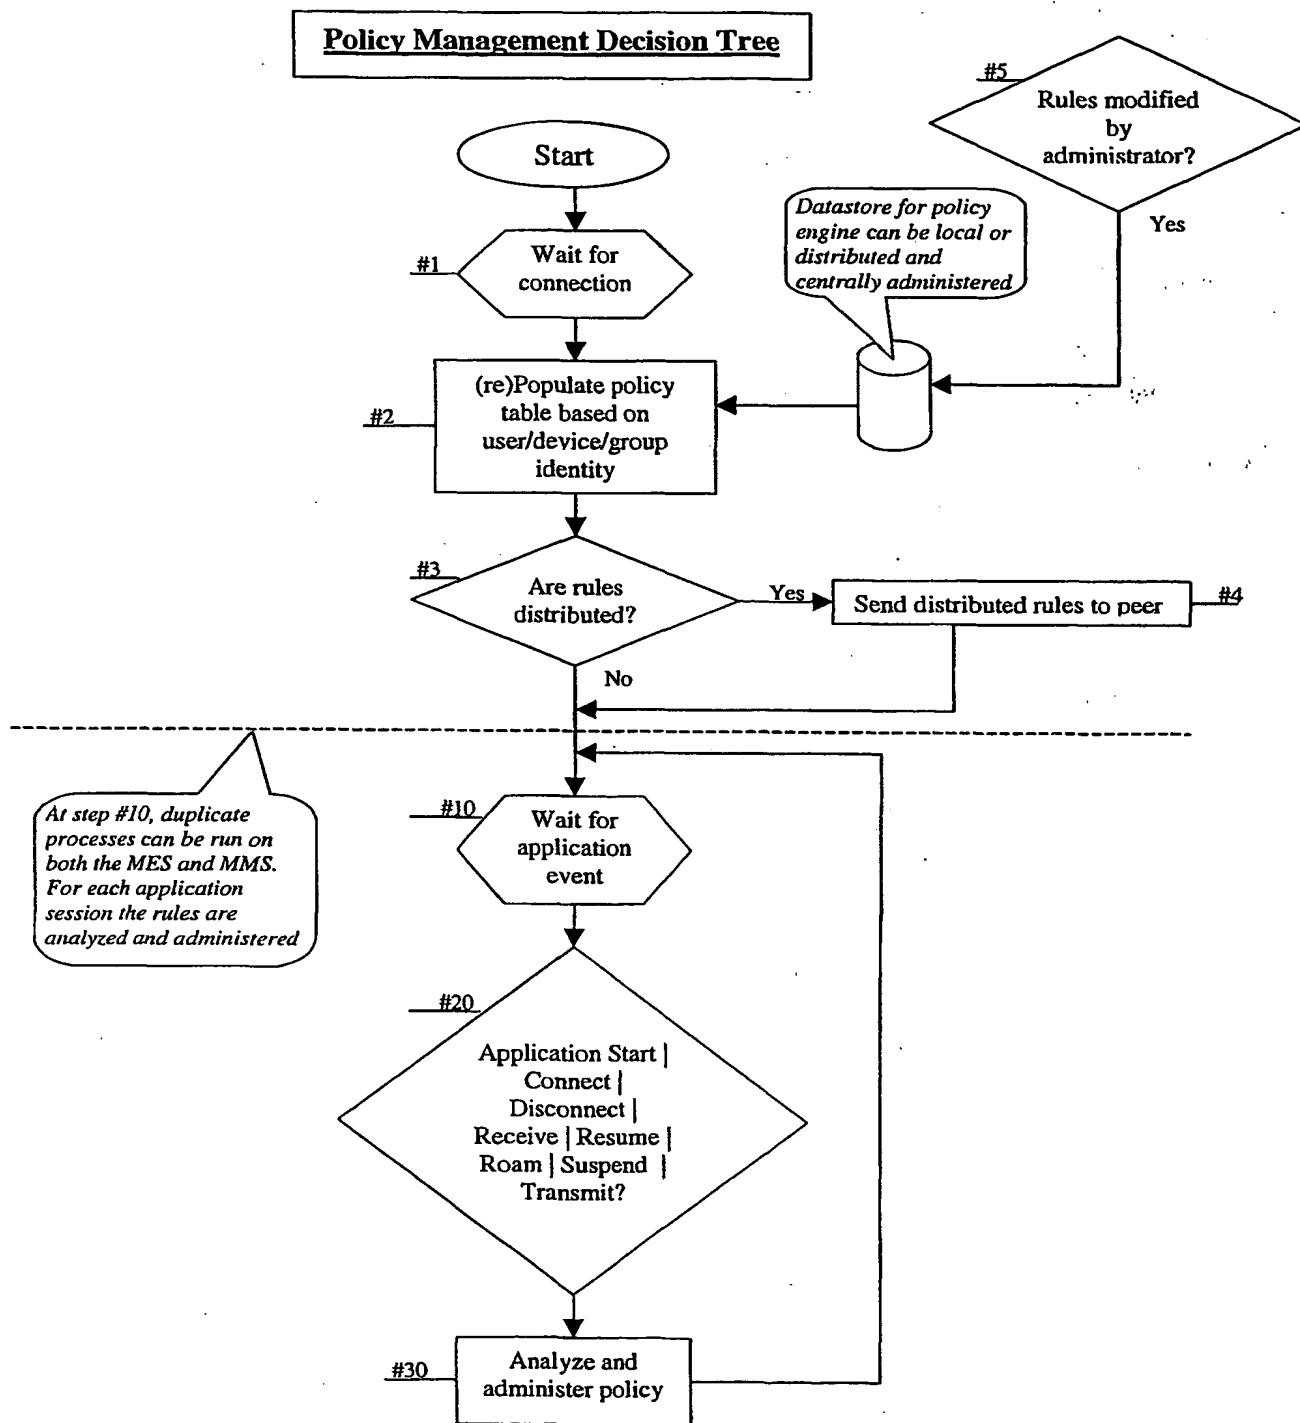 Policy Management Decision Tree
#5
Rules modified
by
administrator?
Yes
Start
Datastore for policy
engine can be local or
distributed and
centrally administered
#1
Wait for
connection
#2
(re)Populate policy
table based on
user/device/group
identity
#3
Are rules
distributed?
Yes
Send distributed rules to peer
#4
No
At step #10, duplicate
processes can be run on
both the MES and MMS.
For each application
session the rules are
analyzed and administered
#10
Wait for
application
event
#20
Application Start |
Connect |
Disconnect |
Receive | Resume |
Roam | Suspend |
Transmit?
#30
Analyze and
administer policy